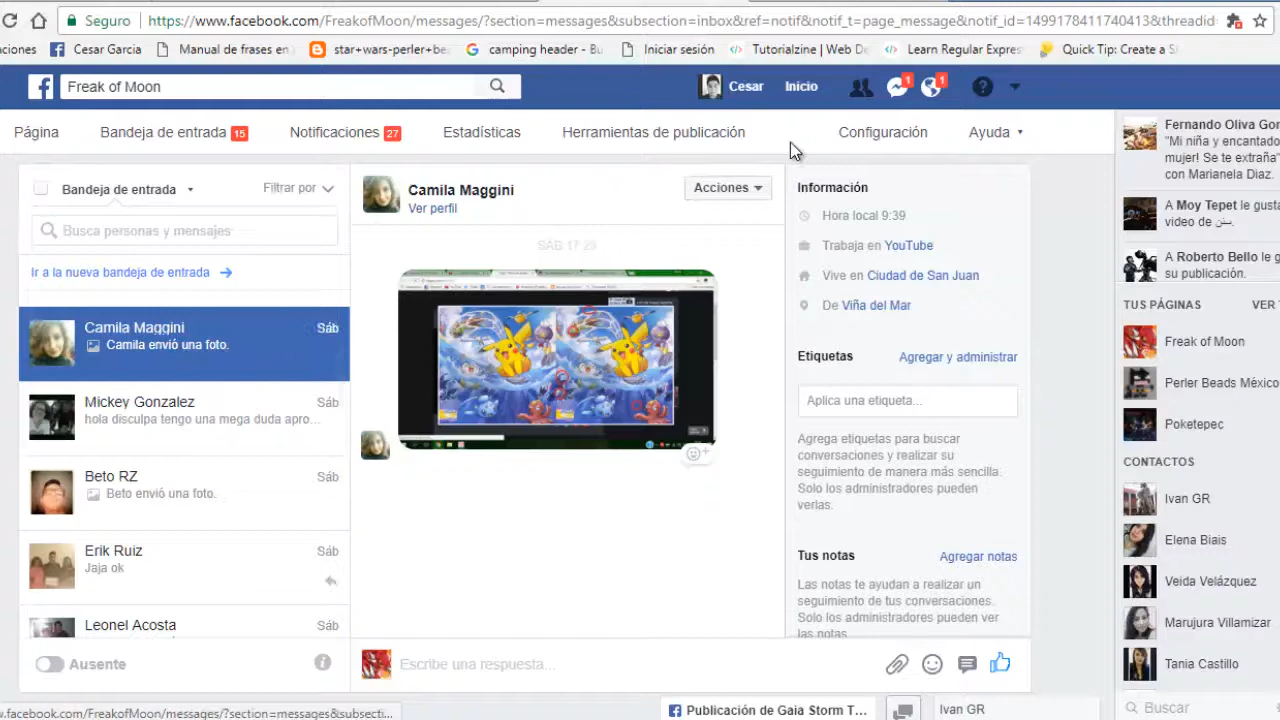 Es seguro
https://www.facebook.com/FreakofMoon/messages/?section=messages&subsection=inbox&ref=notif&notif_t=page_message&notif_id=1499178411740413&threadid
Cesar Garcia
Manual de frases en
star+wars-perler+be
camping header - Bu
Iniciar sesión
Tutorialzine | Web De
Learn Regular Expres
Quick Tip: Create a St
Freak of Moon
Cesar
Inicio
1
1
Página
Bandeja de entrada 15
Notificaciones 27
Estadísticas
Herramientas de publicación
Configuración
Ayuda
Bandeja de entrada
Filtrar por
Busca personas y mensajes
Ir a la nueva bandeja de entrada
Camila Maggini
Sáb
Camila envió una foto.
Mickey Gonzalez
Sáb
hola disculpa tengo una mega duda apro...
Beto RZ
Sáb
Beto envió una foto.
Erik Ruiz
Sáb
Jaja ok
Leonel Acosta
Sáb
Ausente
Camila Maggini
Ver perfil
Acciones
SÁB 17:29
Escribe una respuesta...
Información
Hora local 9:39
Trabaja en YouTube
Vive en Ciudad de San Juan
De Viña del Mar
Etiquetas
Agregar y administrar
Aplica una etiqueta...
Agrega etiquetas para buscar
conversaciones y realizar su
seguimiento de manera más sencilla.
Solo los administradores pueden
verlas.
Tus notas
Agregar notas
Las notas te ayudan a realizar un
seguimiento de tus conversaciones.
Solo los administradores pueden ver
las notas.
Fernando Oliva Gon
"Mi niña y encantado
mujer! Se te extraña"
con Marianela Diaz.
A Moy Tepet le gusta
video de
A Roberto Bello le g
su publicación.
TUS PÁGINAS
VER
Freak of Moon
Perler Beads México
Poketepec
CONTACTOS
Ivan GR
Elena Biais
Veida Velázquez
Marujura Villamizar
Tania Castillo
Buscar
w.facebook.com/FreakofMoon/messages/?section=messages&subsecti...
Publicación de Gaia Storm T...
Ivan GR